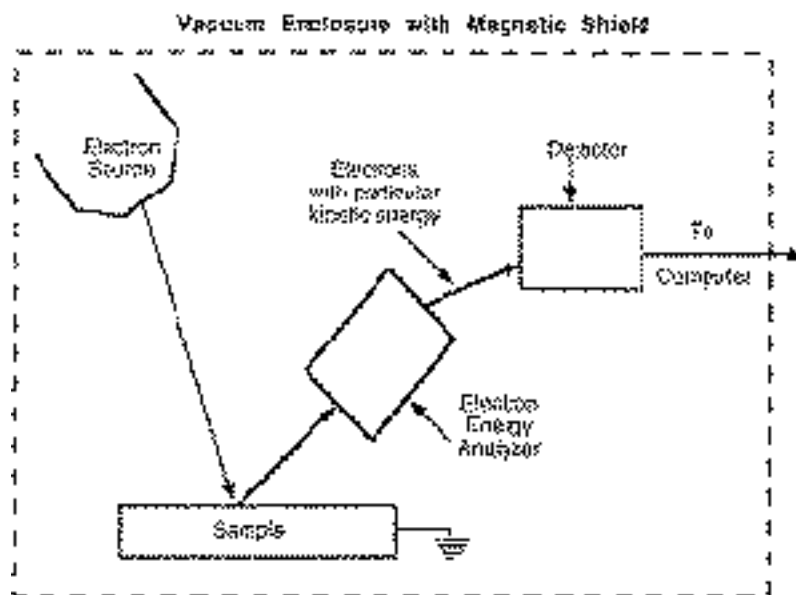 Vacuum Enclosure with Magnetic Shield
Electron
Source
Electrons
with particular
kinetic energy
Detector
To
Computer
Electron
Energy
Analyzer
Sample